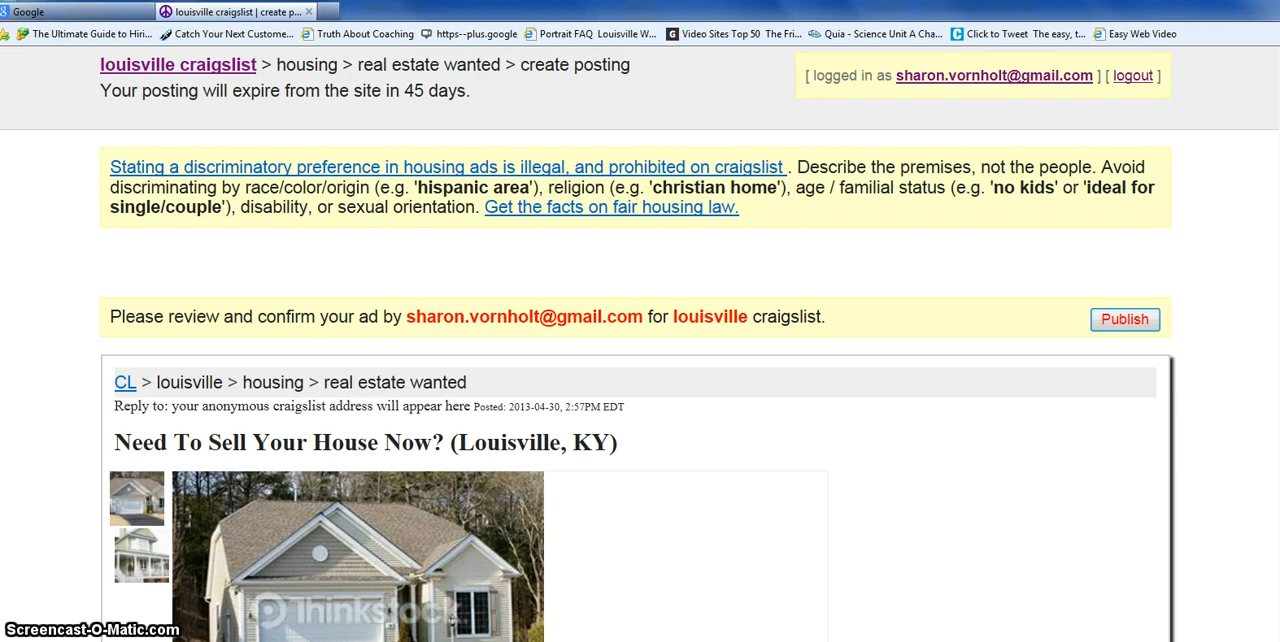 Google
louisville craigslist | create p...
The Ultimate Guide to Hiri... Catch Your Next Custome... Truth About Coaching https--plus.google Portrait FAQ Louisville W... Video Sites Top 50 The Fri... Quia - Science Unit A Cha... Click to Tweet The easy, t... Easy Web Video
louisville craigslist > housing > real estate wanted > create posting
[ logged in as sharon.vornholt@gmail.com ] [ logout ]
Your posting will expire from the site in 45 days.
Stating a discriminatory preference in housing ads is illegal, and prohibited on craigslist . Describe the premises, not the people. Avoid
discriminating by race/color/origin (e.g. 'hispanic area'), religion (e.g. 'christian home'), age / familial status (e.g. 'no kids' or 'ideal for
single/couple'), disability, or sexual orientation. Get the facts on fair housing law.
Please review and confirm your ad by sharon.vornholt@gmail.com for louisville craigslist.
Publish
CL > louisville > housing > real estate wanted
Reply to: your anonymous craigslist address will appear here Posted: 2013-04-30, 2:57PM EDT
Need To Sell Your House Now? (Louisville, KY)
Thinkstock
Screencast-O-Matic.com